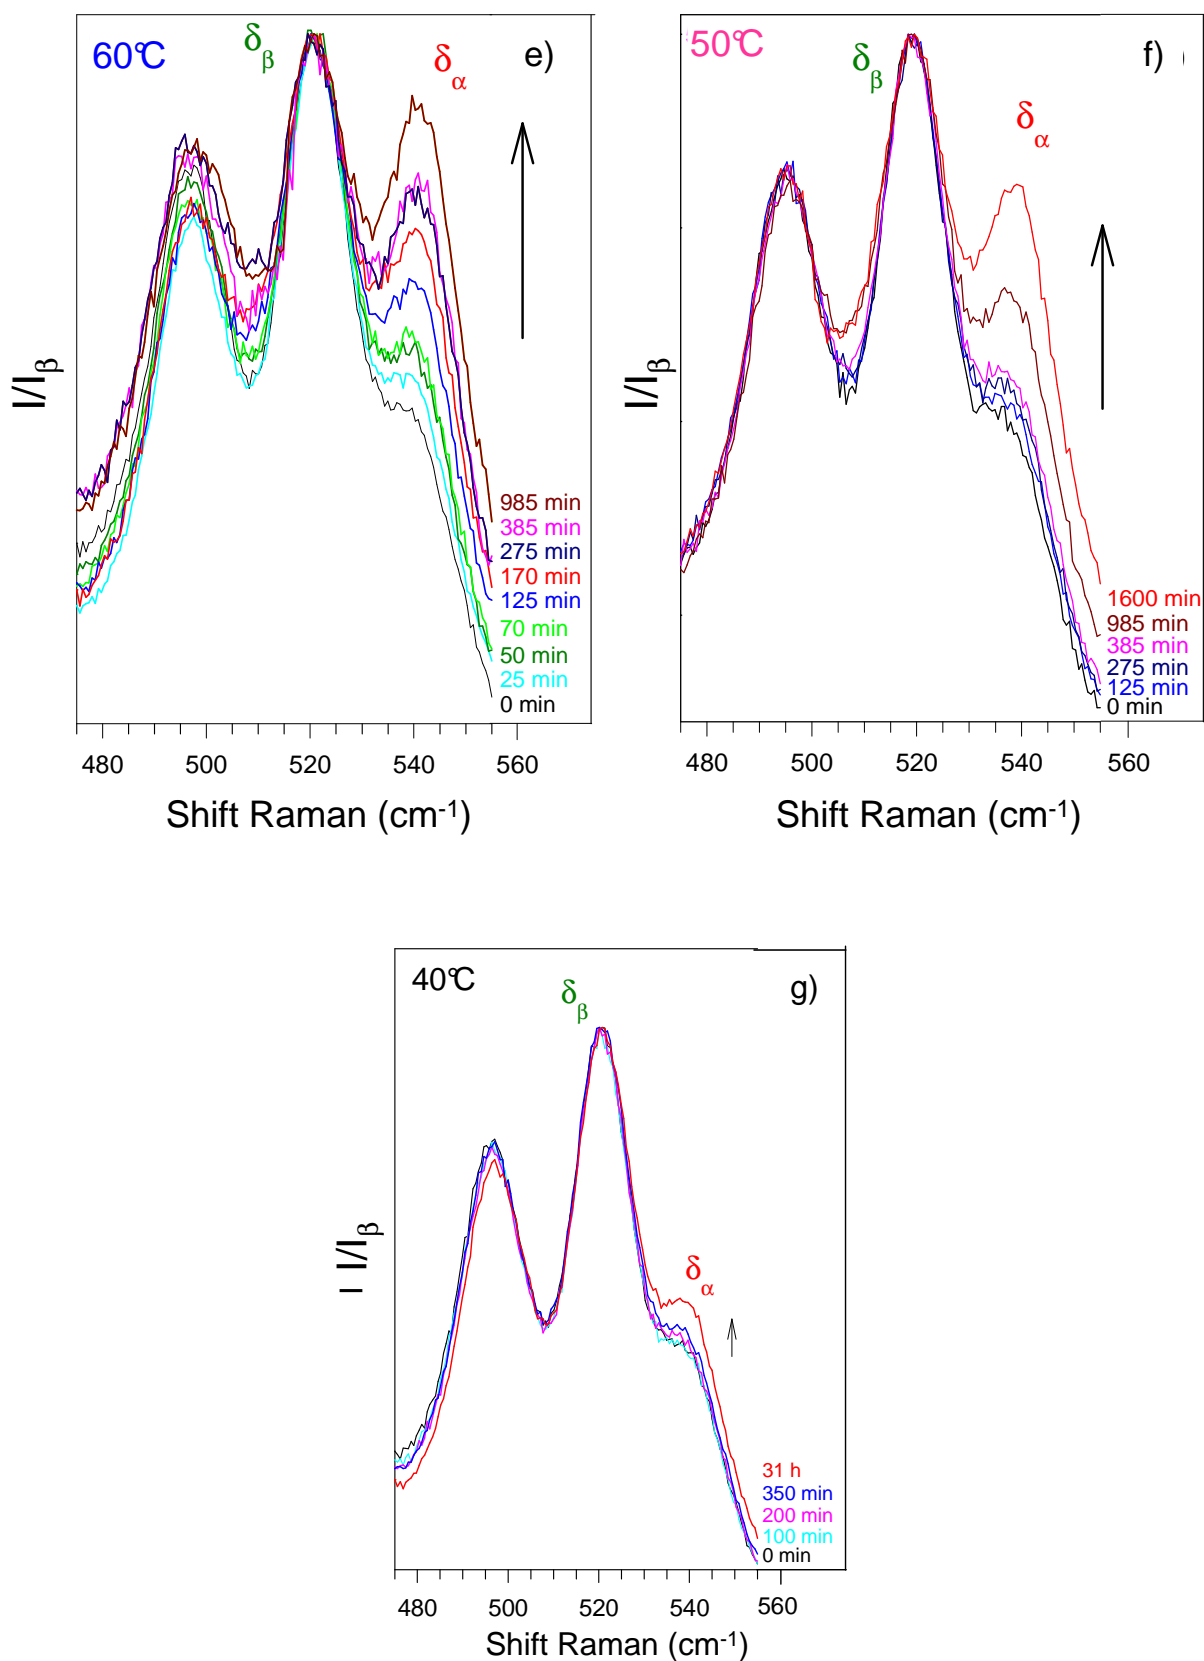 60°C
δβ
δα
e)
I/Iβ
985 min
385 min
275 min
170 min
125 min
70 min
50 min
25 min
0 min
480 500 520 540 560
Shift Raman (cm-1)
50°C
δβ
δα
f)
I/Iβ
1600 min
985 min
385 min
275 min
125 min
0 min
480 500 520 540 560
Shift Raman (cm-1)
40°C
δβ
δα
g)
I/Iβ
31 h
350 min
200 min
100 min
0 min
480 500 520 540 560
Shift Raman (cm-1)